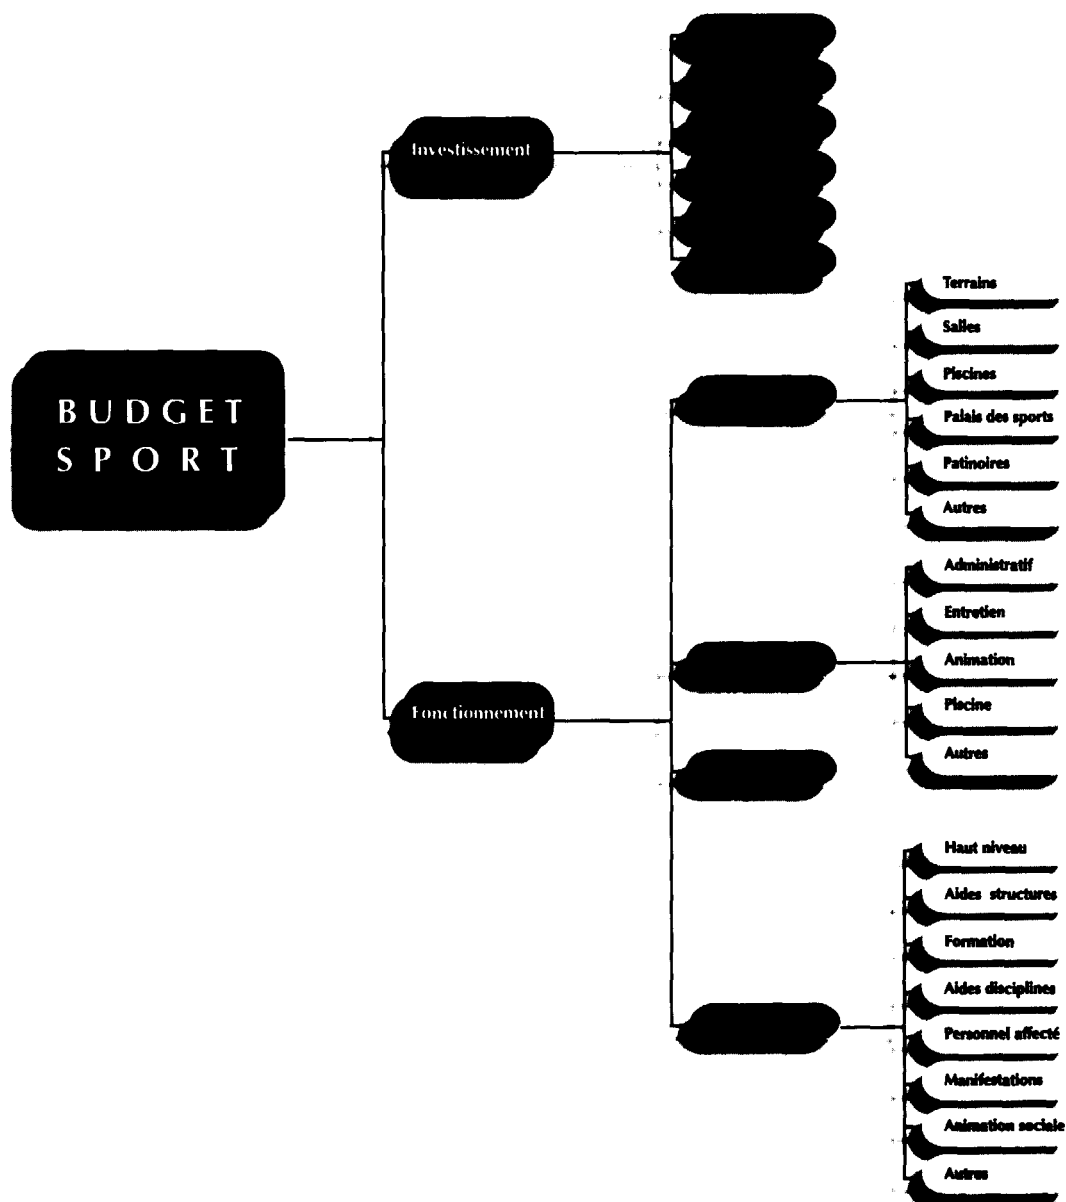 BUDGET
SPORT
Investissement
Fonctionnement
Terrains
Salles
Piscines
Palais des sports
Patinoires
Autres
Administratif
Entretien
Animation
Piscine
Autres
Haut niveau
Aides structures
Formation
Aides disciplines
Personnel affecté
Manifestations
Animation sociale
Autres